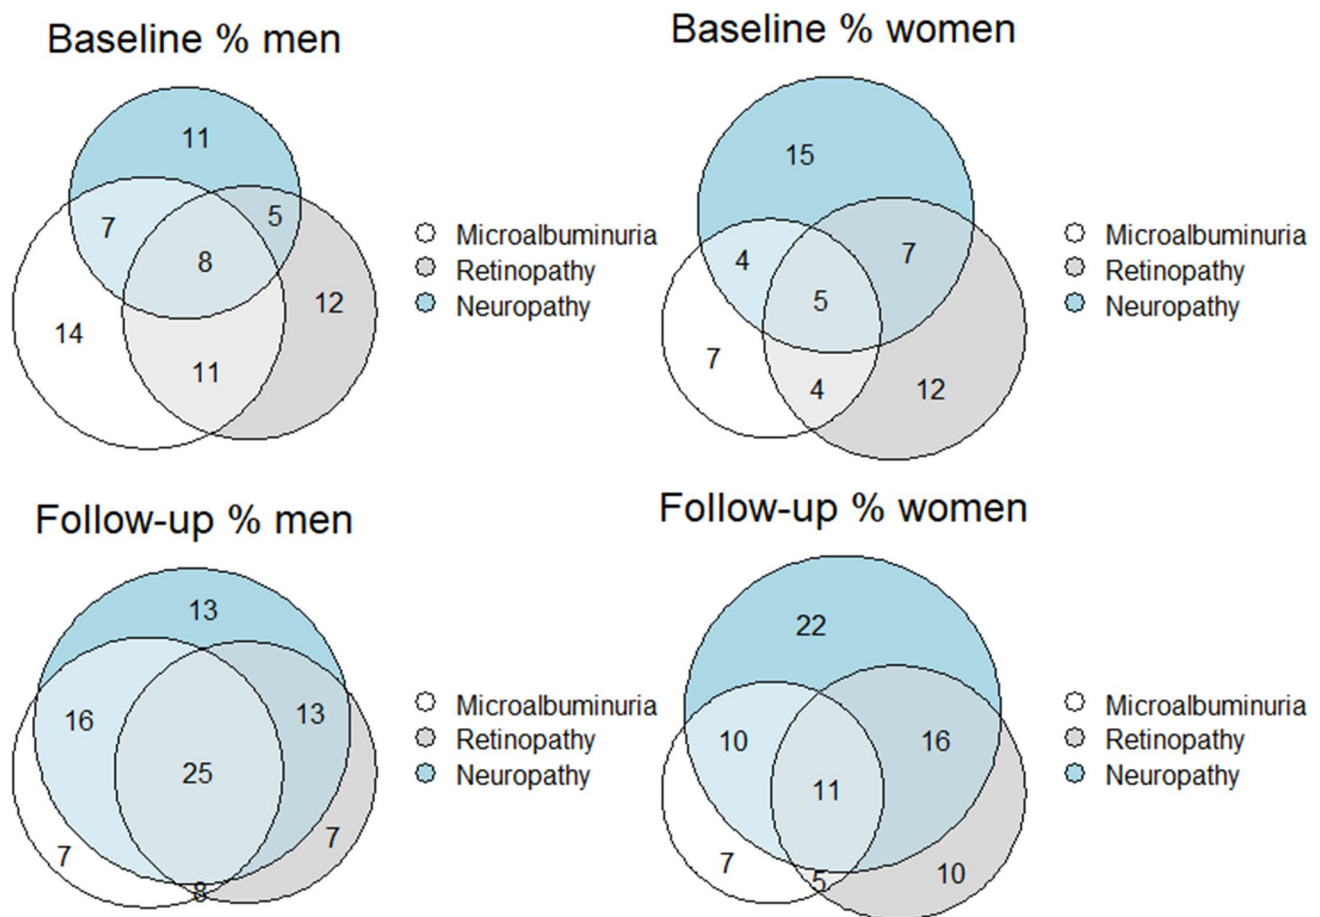 Baseline % men
11
7
5
8
12
14
11
Microalbuminuria
Retinopathy
Neuropathy
Baseline % women
15
4
7
5
7
4
12
Microalbuminuria
Retinopathy
Neuropathy
Follow-up % men
13
16
13
25
7
7
8
Microalbuminuria
Retinopathy
Neuropathy
Follow-up % women
22
10
16
11
7
5
10
Microalbuminuria
Retinopathy
Neuropathy